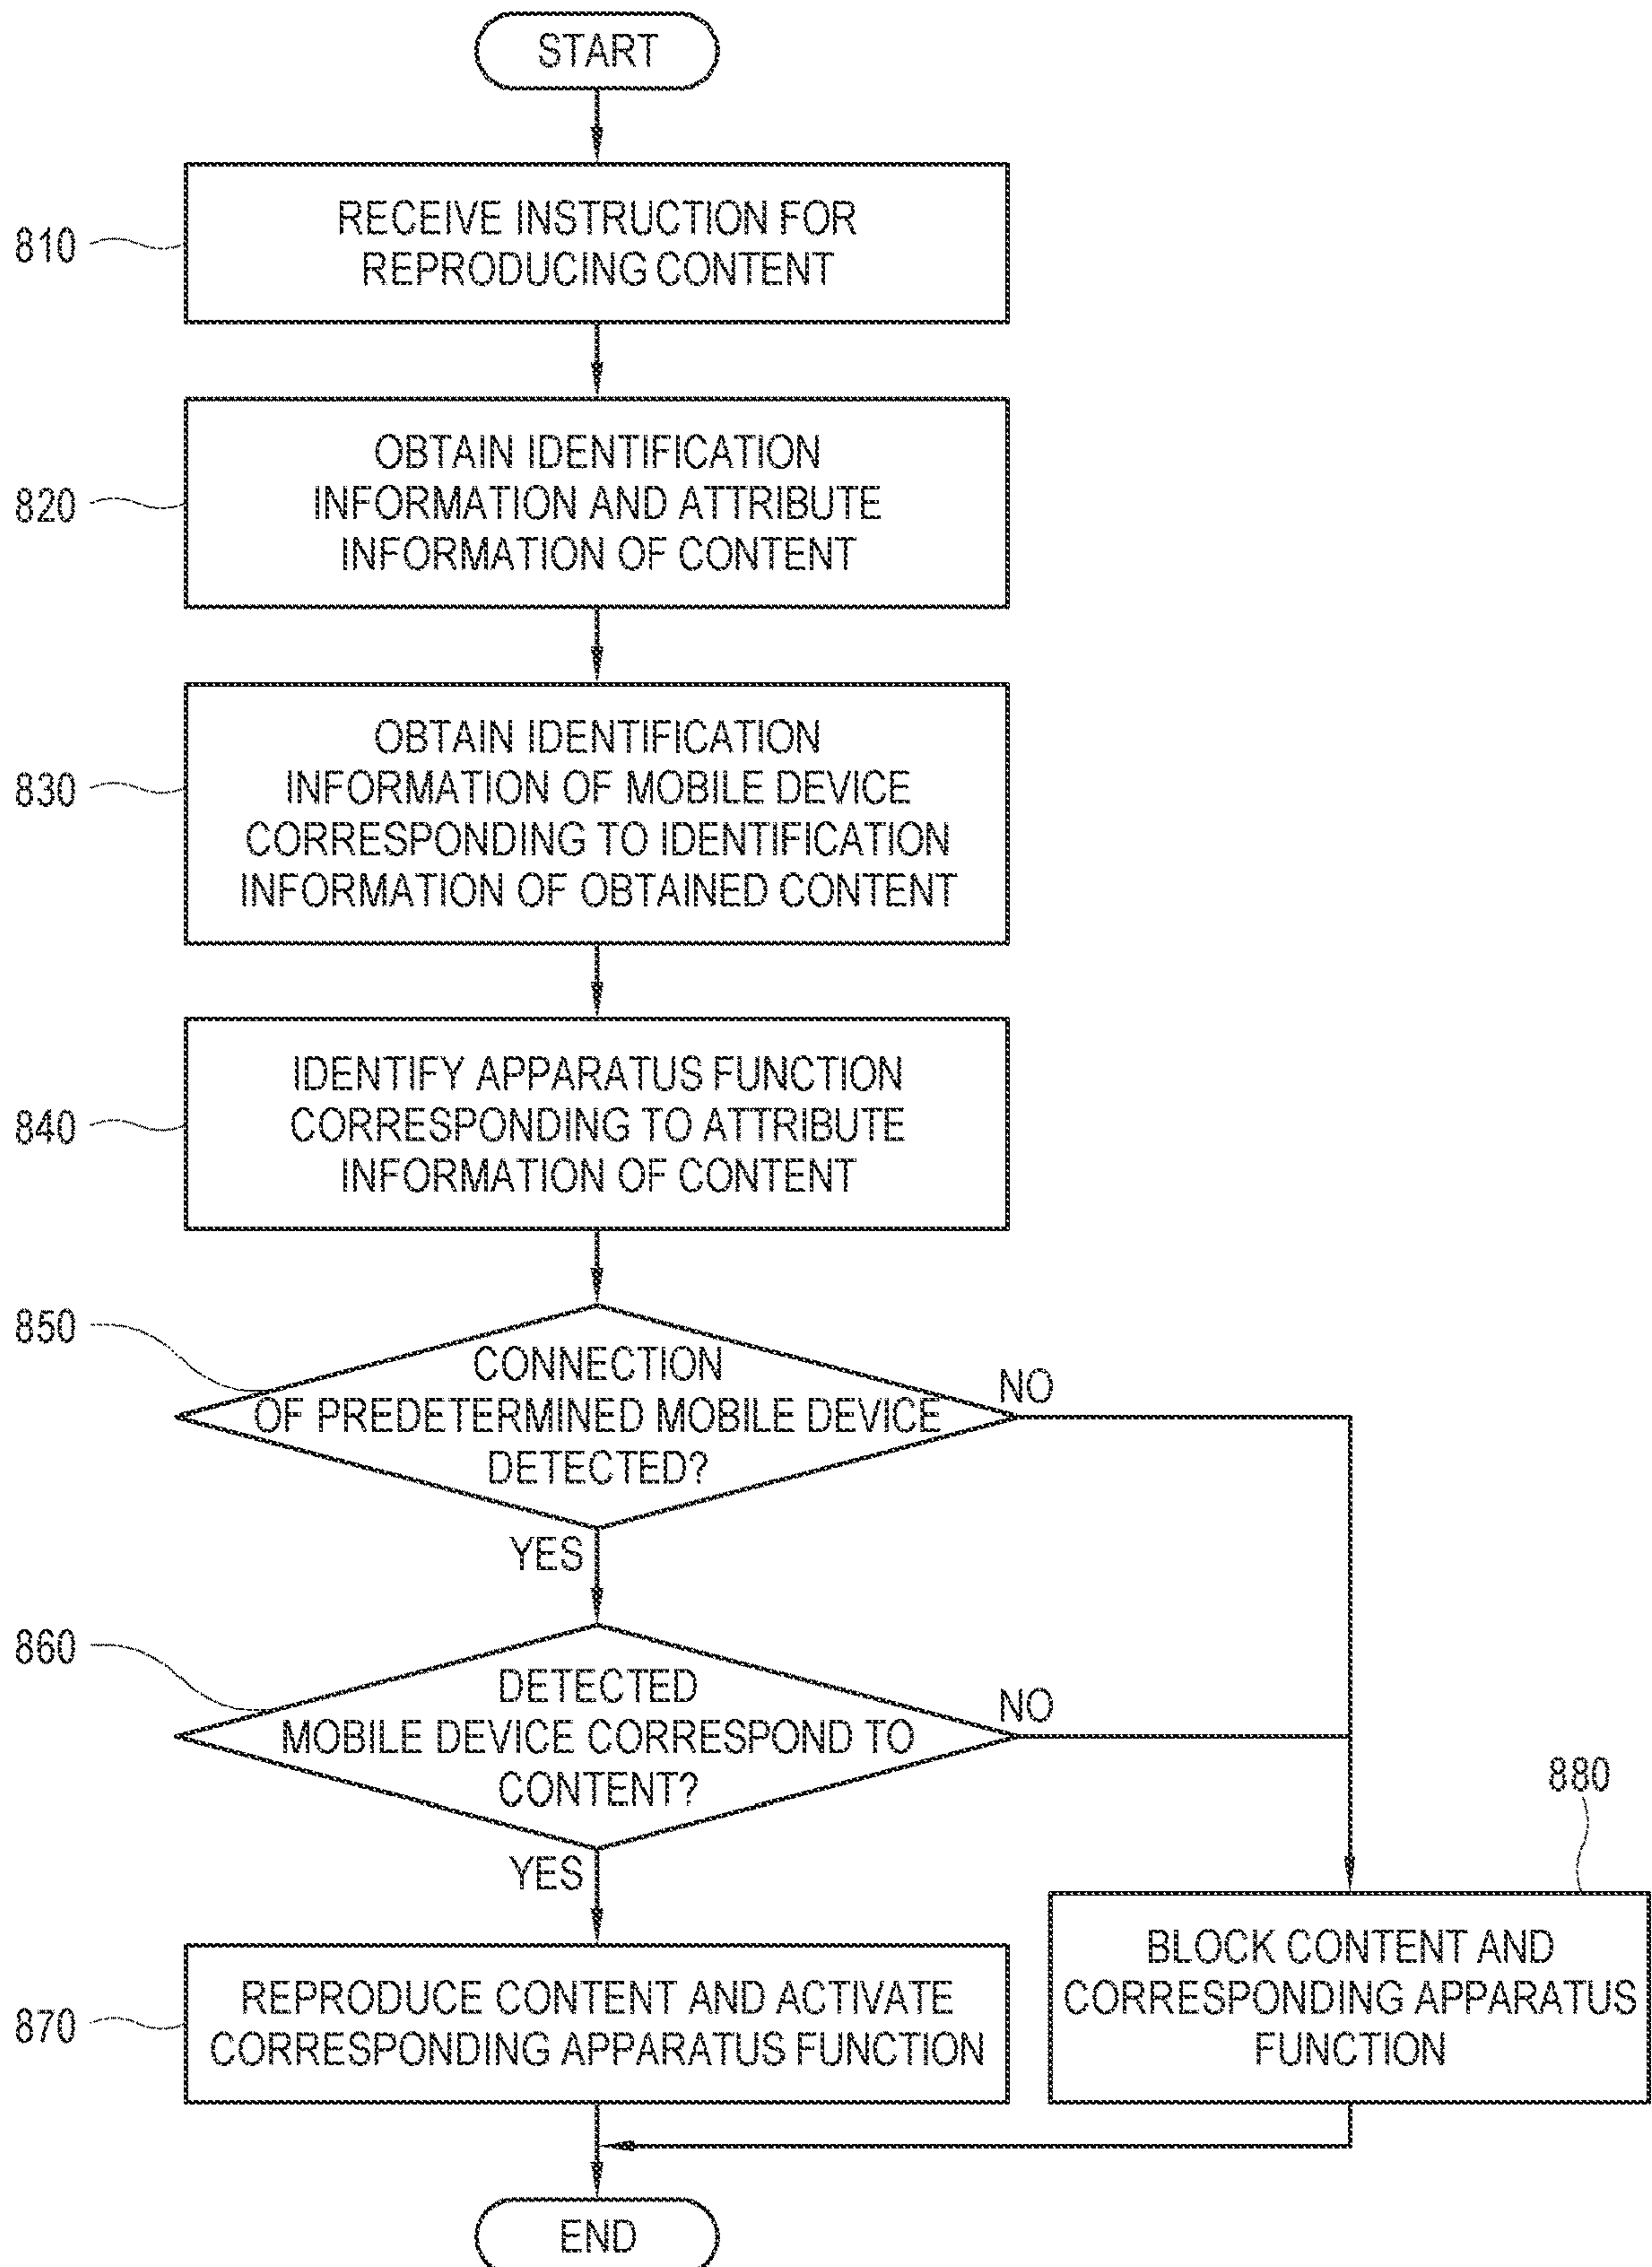 START
810
RECEIVE INSTRUCTION FOR
REPRODUCING CONTENT
820
OBTAIN IDENTIFICATION
INFORMATION AND ATTRIBUTE
INFORMATION OF CONTENT
830
OBTAIN IDENTIFICATION
INFORMATION OF MOBILE DEVICE
CORRESPONDING TO IDENTIFICATION
INFORMATION OF OBTAINED CONTENT
840
IDENTIFY APPARATUS FUNCTION
CORRESPONDING TO ATTRIBUTE
INFORMATION OF CONTENT
850
CONNECTION
OF PREDETERMINED MOBILE DEVICE
DETECTED?
NO
YES
860
DETECTED
MOBILE DEVICE CORRESPOND TO
CONTENT?
NO
YES
870
REPRODUCE CONTENT AND ACTIVATE
CORRESPONDING APPARATUS FUNCTION
880
BLOCK CONTENT AND
CORRESPONDING APPARATUS
FUNCTION
END